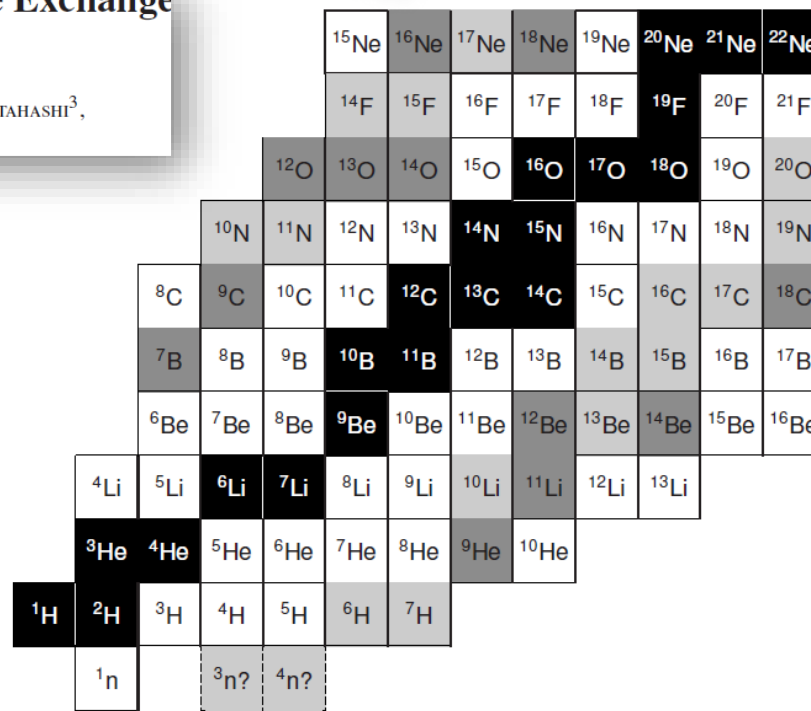 e Exchange
TAHASHI³,
¹⁵Ne ¹⁶Ne ¹⁷Ne ¹⁸Ne ¹⁹Ne ²⁰Ne ²¹Ne ²²Ne
¹⁴F ¹⁵F ¹⁶F ¹⁷F ¹⁸F ¹⁹F ²⁰F ²¹F
¹²O ¹³O ¹⁴O ¹⁵O ¹⁶O ¹⁷O ¹⁸O ¹⁹O ²⁰O
¹⁰N ¹¹N ¹²N ¹³N ¹⁴N ¹⁵N ¹⁶N ¹⁷N ¹⁸N ¹⁹N
⁸C ⁹C ¹⁰C ¹¹C ¹²C ¹³C ¹⁴C ¹⁵C ¹⁶C ¹⁷C ¹⁸C
⁷B ⁸B ⁹B ¹⁰B ¹¹B ¹²B ¹³B ¹⁴B ¹⁵B ¹⁶B ¹⁷B
⁶Be ⁷Be ⁸Be ⁹Be ¹⁰Be ¹¹Be ¹²Be ¹³Be ¹⁴Be ¹⁵Be ¹⁶Be
⁴Li ⁵Li ⁶Li ⁷Li ⁸Li ⁹Li ¹⁰Li ¹¹Li ¹²Li ¹³Li
³He ⁴He ⁵He ⁶He ⁷He ⁸He ⁹He ¹⁰He
¹H ²H ³H ⁴H ⁵H ⁶H ⁷H
¹n ³n? ⁴n?